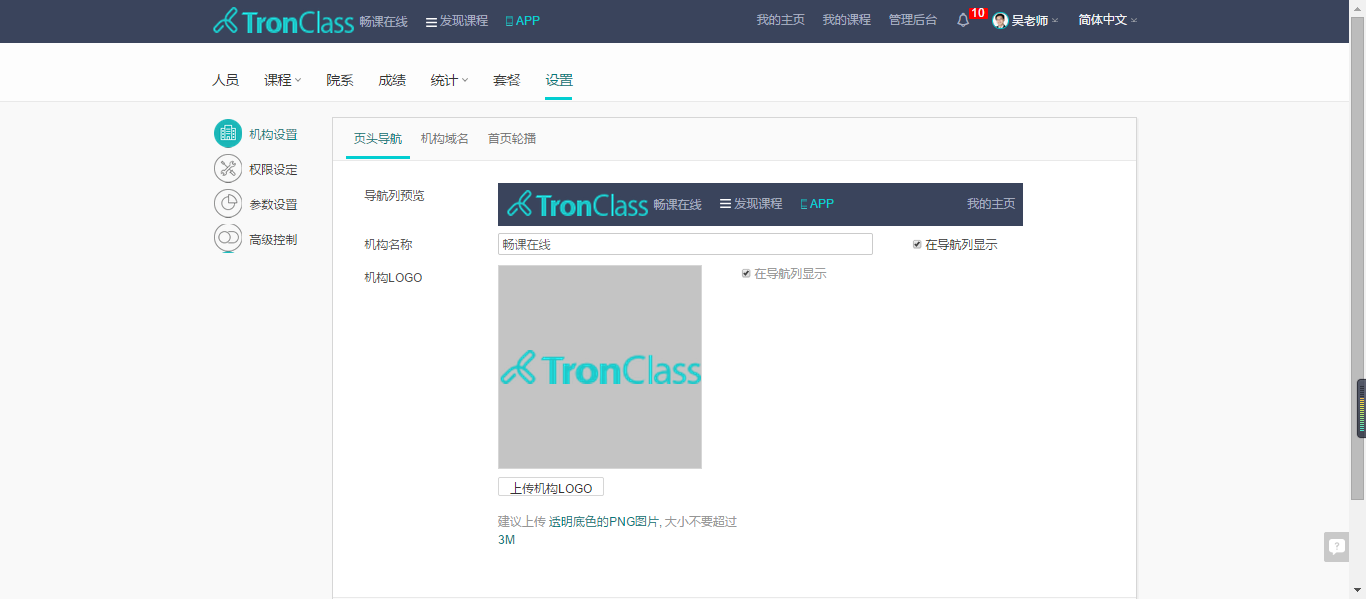 TronClass 畅课在线 发现课程 APP 我的主页 我的课程 管理后台 10 吴老师 简体中文
人员 课程 院系 成绩 统计 套餐 设置
机构设置
权限设定
参数设置
高级控制
页头导航 机构域名 首页轮播
导航列预览
TronClass 畅课在线 发现课程 APP 我的主页
机构名称 畅课在线 在导航列显示
机构LOGO 在导航列显示
TronClass
上传机构LOGO
建议上传 透明底色的PNG图片, 大小不要超过
3M
?